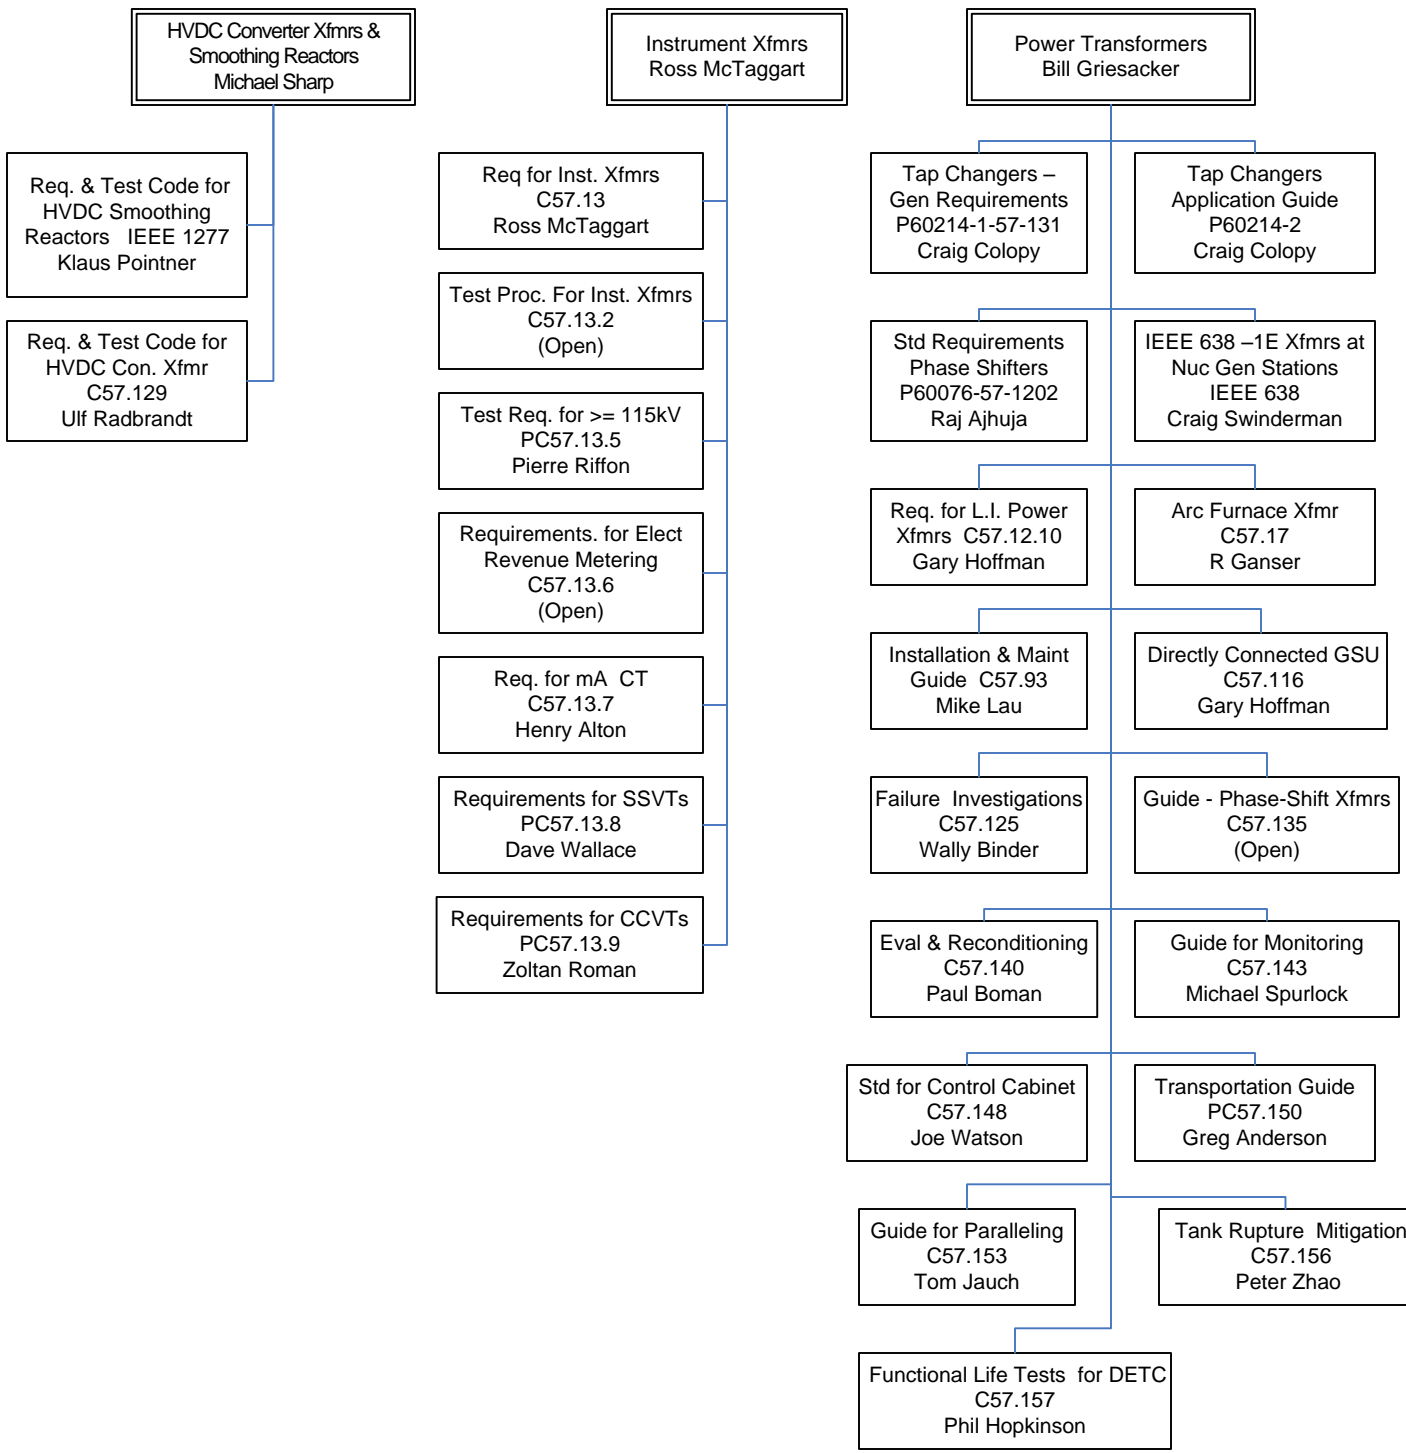 HVDC Converter Xfmrs &
Smoothing Reactors
Michael Sharp
Req. & Test Code for
HVDC Smoothing
Reactors IEEE 1277
Klaus Pointner
Req. & Test Code for
HVDC Con. Xfmr
C57.129
Ulf Radbrandt
Instrument Xfmrs
Ross McTaggart
Req for Inst. Xfmrs
C57.13
Ross McTaggart
Test Proc. For Inst. Xfmrs
C57.13.2
(Open)
Test Req. for >= 115kV
PC57.13.5
Pierre Riffon
Requirements. for Elect
Revenue Metering
C57.13.6
(Open)
Req. for mA CT
C57.13.7
Henry Alton
Requirements for SSVTs
PC57.13.8
Dave Wallace
Requirements for CCVTs
PC57.13.9
Zoltan Roman
Power Transformers
Bill Griesacker
Tap Changers –
Gen Requirements
P60214-1-57-131
Craig Colopy
Tap Changers
Application Guide
P60214-2
Craig Colopy
Std Requirements
Phase Shifters
P60076-57-1202
Raj Ajhuja
IEEE 638 –1E Xfmrs at
Nuc Gen Stations
IEEE 638
Craig Swinderman
Req. for L.I. Power
Xfmrs C57.12.10
Gary Hoffman
Arc Furnace Xfmr
C57.17
R Ganser
Installation & Maint
Guide C57.93
Mike Lau
Directly Connected GSU
C57.116
Gary Hoffman
Failure Investigations
C57.125
Wally Binder
Guide - Phase-Shift Xfmrs
C57.135
(Open)
Eval & Reconditioning
C57.140
Paul Boman
Guide for Monitoring
C57.143
Michael Spurlock
Std for Control Cabinet
C57.148
Joe Watson
Transportation Guide
PC57.150
Greg Anderson
Guide for Paralleling
C57.153
Tom Jauch
Tank Rupture Mitigation
C57.156
Peter Zhao
Functional Life Tests for DETC
C57.157
Phil Hopkinson